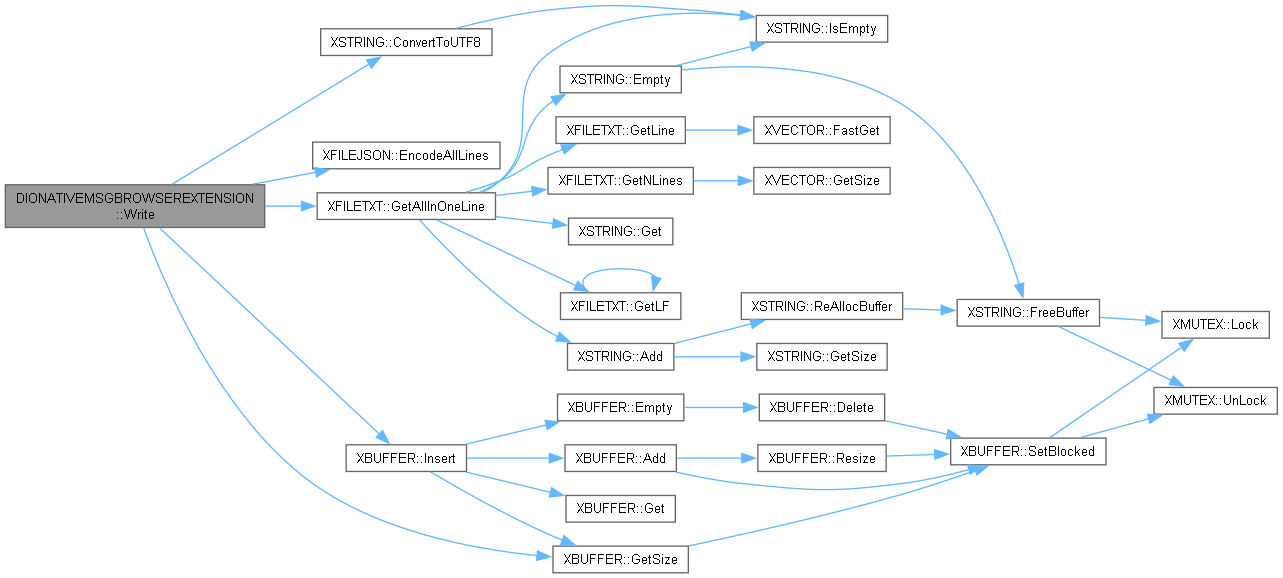 DIONATIVEMSGBROWSEREXTENSION
::Write
XSTRING::ConvertToUTF8
XFILEJSON::EncodeAllLines
XFILETXT::GetAllInOneLine
XBUFFER::Insert
XSTRING::Empty
XFILETXT::GetLine
XFILETXT::GetNLines
XSTRING::Get
XFILETXT::GetLF
XSTRING::Add
XBUFFER::Empty
XBUFFER::Add
XBUFFER::Get
XBUFFER::GetSize
XSTRING::IsEmpty
XVECTOR::FastGet
XVECTOR::GetSize
XSTRING::ReAllocBuffer
XSTRING::GetSize
XBUFFER::Delete
XBUFFER::Resize
XSTRING::FreeBuffer
XBUFFER::SetBlocked
XMUTEX::Lock
XMUTEX::UnLock